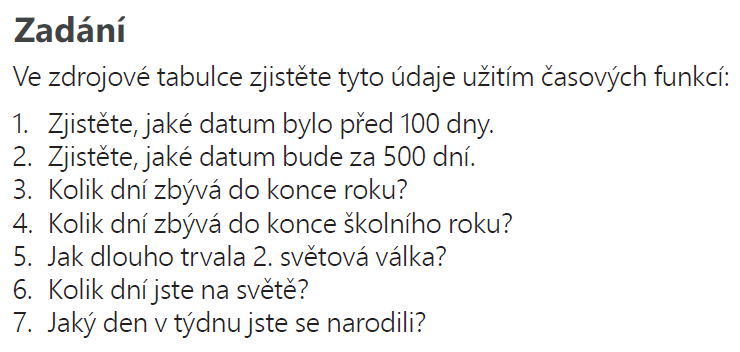 Zadání
Ve zdrojové tabulce zjistěte tyto údaje užitím časových funkcí:
1. Zjistěte, jaké datum bylo před 100 dny.
2. Zjistěte, jaké datum bude za 500 dní.
3. Kolik dní zbývá do konce roku?
4. Kolik dní zbývá do konce školního roku?
5. Jak dlouho trvala 2. světová válka?
6. Kolik dní jste na světě?
7. Jaký den v týdnu jste se narodili?